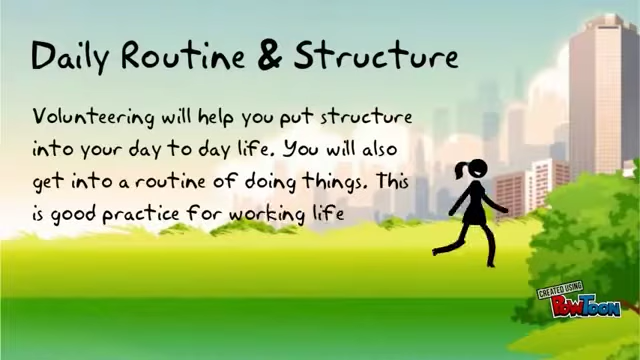 Daily Routine & Structure
Volunteering will help you put structure
into your day to day life. You will also
get into a routine of doing things. This
is good practice for working life
CREATED USING
POWTOON